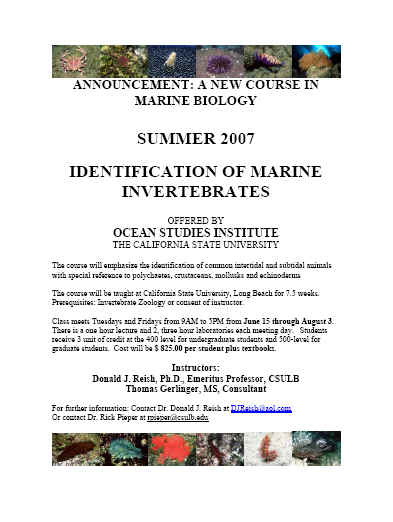 ANNOUNCEMENT: A NEW COURSE IN
MARINE BIOLOGY
SUMMER 2007
IDENTIFICATION OF MARINE
INVERTEBRATES
OFFERED BY
OCEAN STUDIES INSTITUTE
THE CALIFORNIA STATE UNIVERSITY
The course will emphasize the identification of common intertidal and subtidal animals
with special reference to polychaetes, crustaceans, mollusks and echinoderms
The course will be taught at California State University, Long Beach for 7.5 weeks.
Prerequisites: Invertebrate Zoology or consent of instructor.
Class meets Tuesdays and Fridays from 9AM to 5PM from June 15 through August 3.
There is a one hour lecture and 2, three hour laboratories each meeting day. Students
receive 3 unit of credit at the 400 level for undergraduate students and 500-level for
graduate students. Cost will be $ 825.00 per student plus textbooks.
Instructors:
Donald J. Reish, Ph.D., Emeritus Professor, CSULB
Thomas Gerlinger, MS, Consultant
For further information: Contact Dr. Donald J. Reish at DJReish@aol.com
Or contact Dr. Rick Pieper at rpieper@csulb.edu